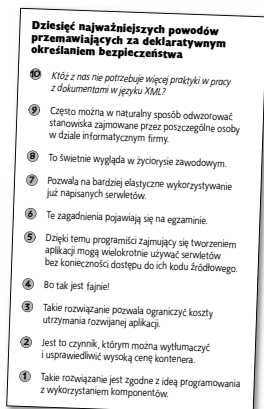 Dziesięć najważniejszych powodów
przemawiających za deklaratywnym
określaniem bezpieczeństwa
10 Któż z nas nie potrzebuje więcej praktyki w pracy
z dokumentami w języku XML?
9 Często można w naturalny sposób odwzorować
stanowiska zajmowane przez poszczególne osoby
w dziale informatycznym firmy.
8 To świetnie wygląda w życiorysie zawodowym.
7 Pozwala na bardziej elastyczne wykorzystywanie
już napisanych serwletów.
6 Te zagadnienia pojawiają się na egzaminie.
5 Dzięki temu programiści zajmujący się tworzeniem
aplikacji mogą wielokrotnie używać serwletów
bez konieczności dostępu do ich kodu źródłowego.
4 Bo tak jest fajnie!
3 Takie rozwiązanie pozwala ograniczyć koszty
utrzymania rozwijanej aplikacji.
2 Jest to czynnik, którym można wytłumaczyć
i usprawiedliwić wysoką cenę kontenera.
1 Takie rozwiązanie jest zgodne z ideą programowania
z wykorzystaniem komponentów.